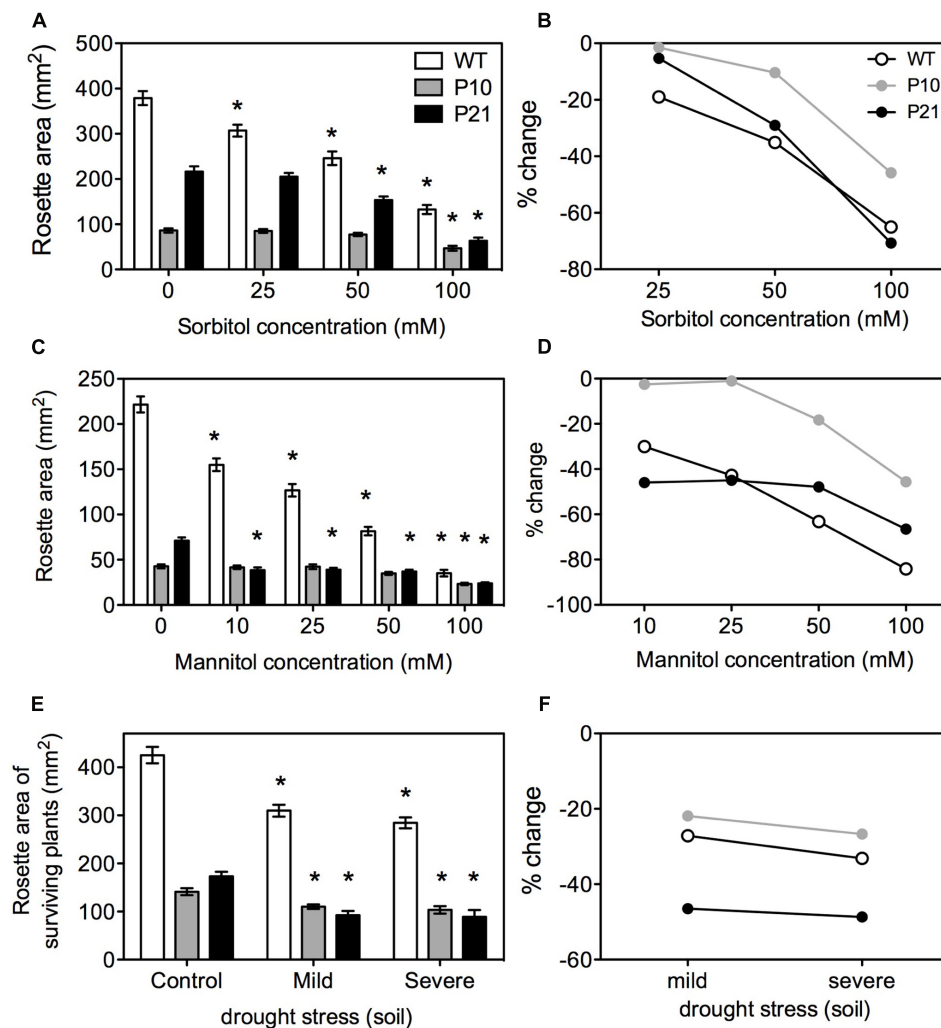 A
Rosette area (mm2)
500
400
300
200
100
0
* * * * * *
WT
P10
P21
0 25 50 100
Sorbitol concentration (mM)
B
% change
0
-20
-40
-60
-80
WT
P10
P21
25 50 100
Sorbitol concentration (mM)
C
Rosette area (mm2)
250
200
150
100
50
0
* * * * * * * * *
0 10 25 50 100
Mannitol concentration (mM)
D
% change
0
-20
-40
-60
-80
-100
10 25 50 100
Mannitol concentration (mM)
E
Rosette area of
surviving plants (mm2)
400
300
200
100
0
* * * * * *
Control Mild Severe
drought stress (soil)
F
% change
0
-20
-40
-60
mild severe
drought stress (soil)